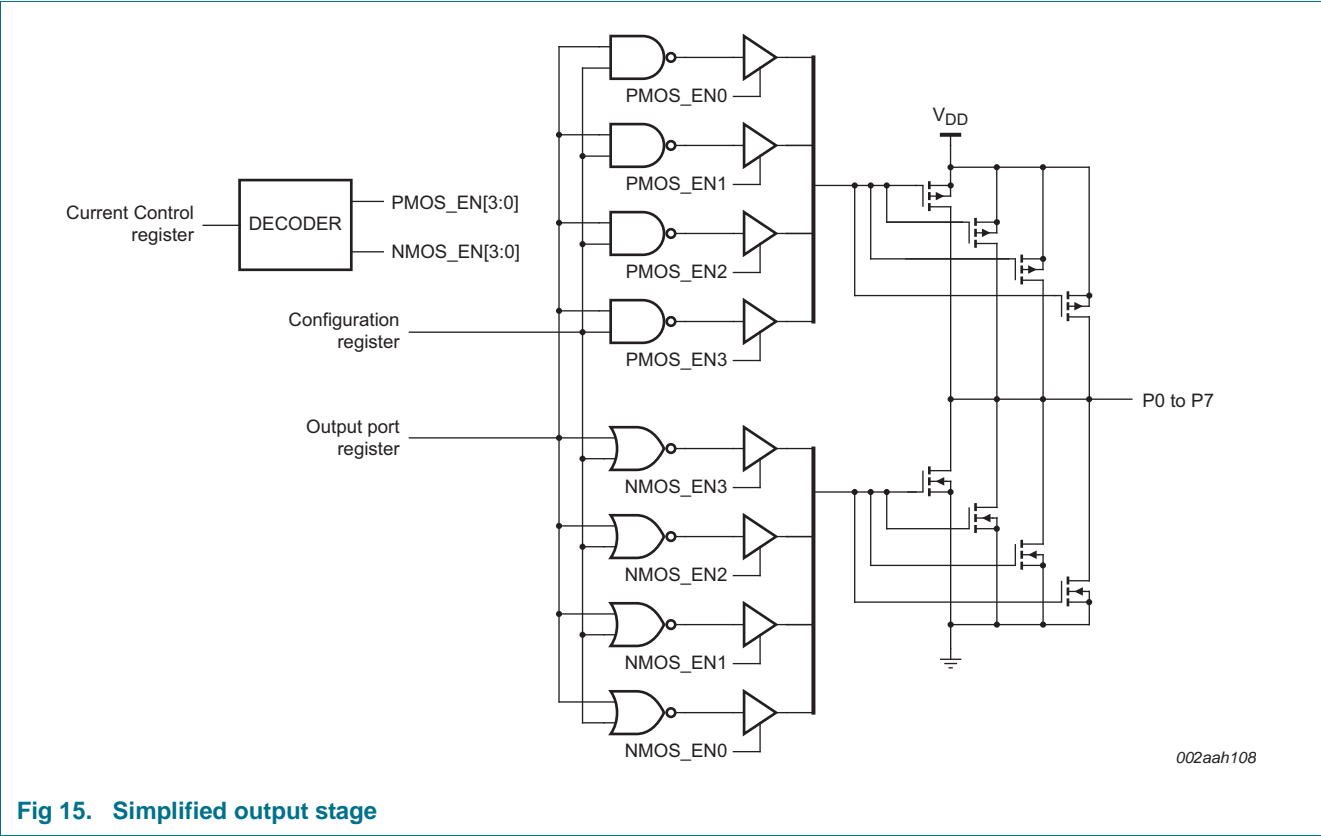 PMOS_EN0
PMOS_EN1
PMOS_EN2
PMOS_EN3
VDD
Current Control
register
DECODER
PMOS_EN[3:0]
NMOS_EN[3:0]
Configuration
register
P0 to P7
Output port
register
NMOS_EN3
NMOS_EN2
NMOS_EN1
NMOS_EN0
002aah108
Fig 15. Simplified output stage